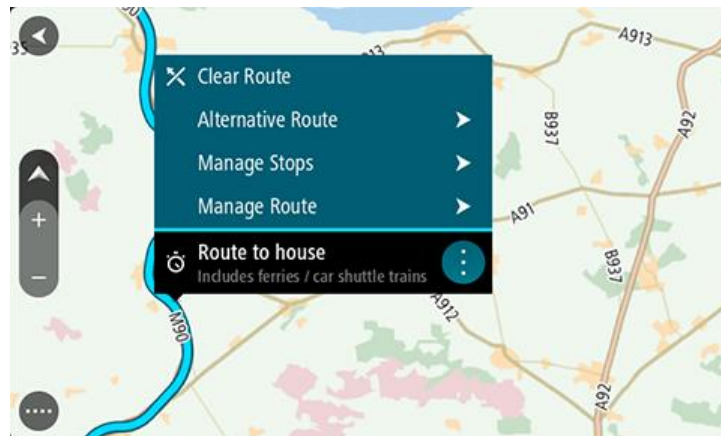 A913
A913
Clear Route
Alternative Route
Manage Stops
Manage Route
Route to house
Includes ferries / car shuttle trains
B937
A92
A91
B937
A912
M90
A92
+
−